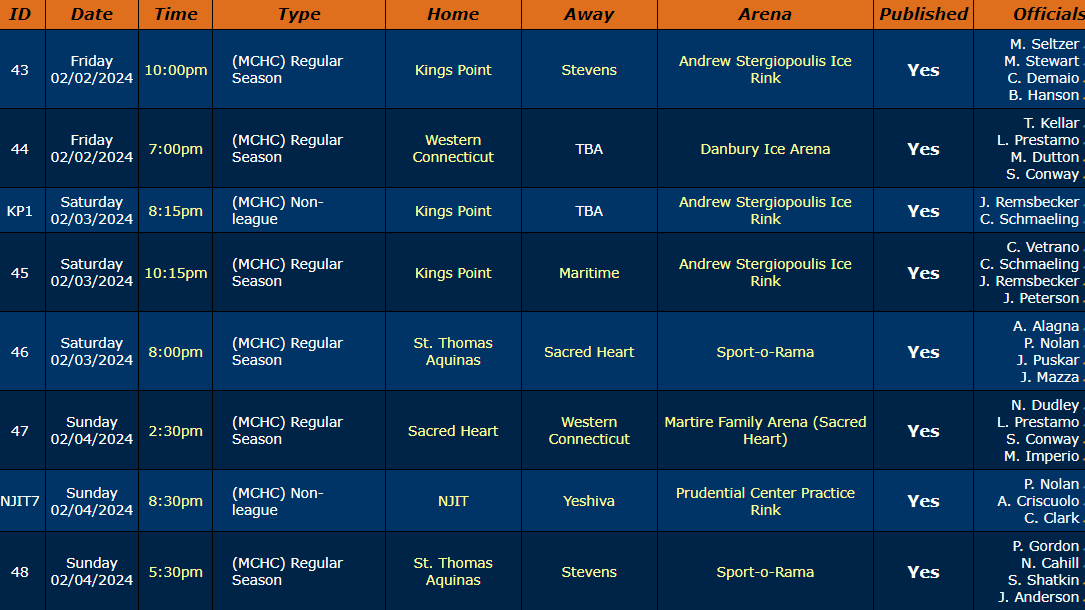 ID Date Time Type Home Away Arena Published Officials
43 Friday 02/02/2024 10:00pm (MCHC) Regular Season Kings Point Stevens Andrew Stergiopoulis Ice Rink Yes M. Seltzer M. Stewart C. Demaio B. Hanson
44 Friday 02/02/2024 7:00pm (MCHC) Regular Season Western Connecticut TBA Danbury Ice Arena Yes T. Kellar L. Prestamo M. Dutton S. Conway
KP1 Saturday 02/03/2024 8:15pm (MCHC) Non-league Kings Point TBA Andrew Stergiopoulis Ice Rink Yes J. Remsbecker C. Schmaeling
45 Saturday 02/03/2024 10:15pm (MCHC) Regular Season Kings Point Maritime Andrew Stergiopoulis Ice Rink Yes C. Vetrano C. Schmaeling J. Remsbecker J. Peterson
46 Saturday 02/03/2024 8:00pm (MCHC) Regular Season St. Thomas Aquinas Sacred Heart Sport-o-Rama Yes A. Alagna P. Nolan J. Puskar J. Mazza
47 Sunday 02/04/2024 2:30pm (MCHC) Regular Season Sacred Heart Western Connecticut Martire Family Arena (Sacred Heart) Yes N. Dudley L. Prestamo S. Conway M. Imperio
NJIT7 Sunday 02/04/2024 8:30pm (MCHC) Non-league NJIT Yeshiva Prudential Center Practice Rink Yes P. Nolan A. Criscuolo C. Clark
48 Sunday 02/04/2024 5:30pm (MCHC) Regular Season St. Thomas Aquinas Stevens Sport-o-Rama Yes P. Gordon N. Cahill S. Shatkin J. Anderson